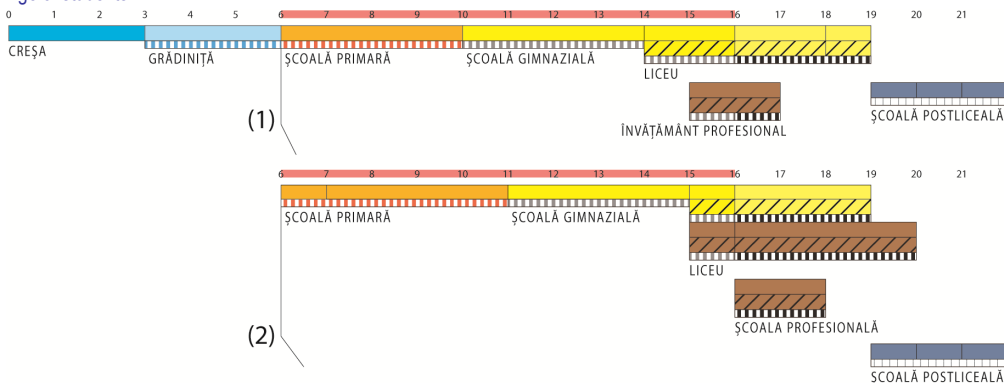 0 1 2 3 4 5 6 7 8 9 10 11 12 13 14 15 16 17 18 19 20 21
CREȘA
GRĂDINIȚĂ
ȘCOALĂ PRIMARĂ
ȘCOALĂ GIMNAZIALĂ
LICEU
(1)
ÎNVĂȚĂMÂNT PROFESIONAL
ȘCOALĂ POSTLICEALĂ
6 7 8 9 10 11 12 13 14 15 16 17 18 19 20 21
ȘCOALĂ PRIMARĂ
ȘCOALĂ GIMNAZIALĂ
LICEU
ȘCOALA PROFESIONALĂ
(2)
ȘCOALĂ POSTLICEALĂ